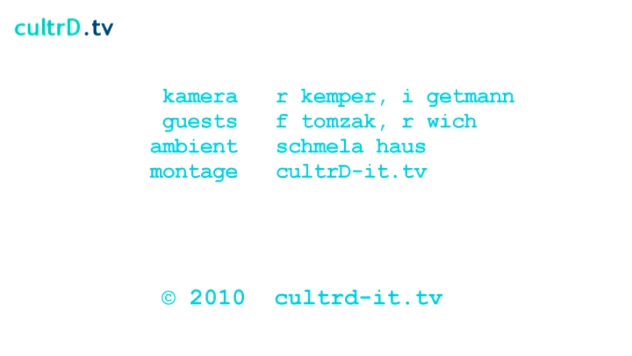 cultrD.tv
kamera r kemper, i getmann
guests f tomzak, r wich
ambient schmela haus
montage cultrD-it.tv
© 2010 cultrd-it.tv